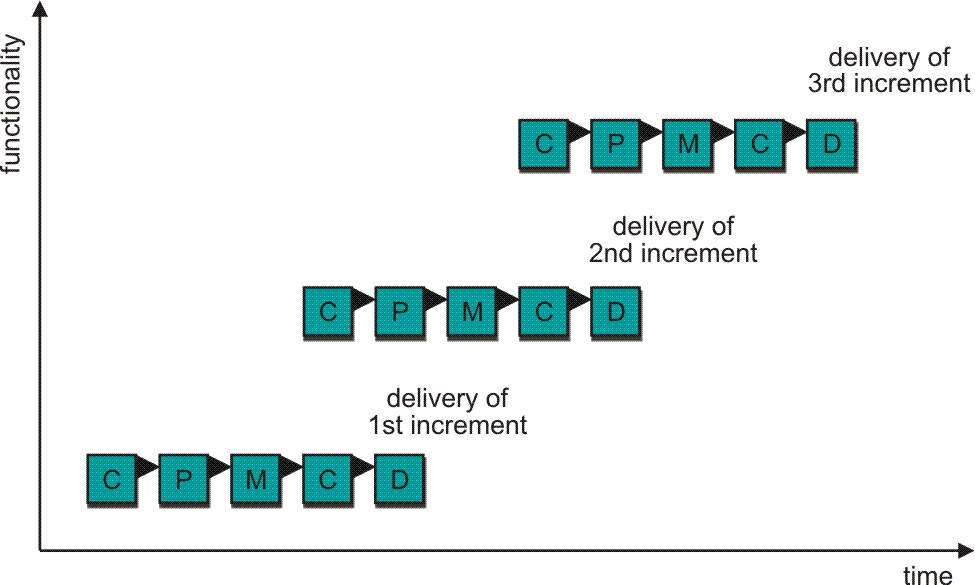 functionality
delivery of
3rd increment
C P M C D
delivery of
2nd increment
C P M C D
delivery of
1st increment
C P M C D
time